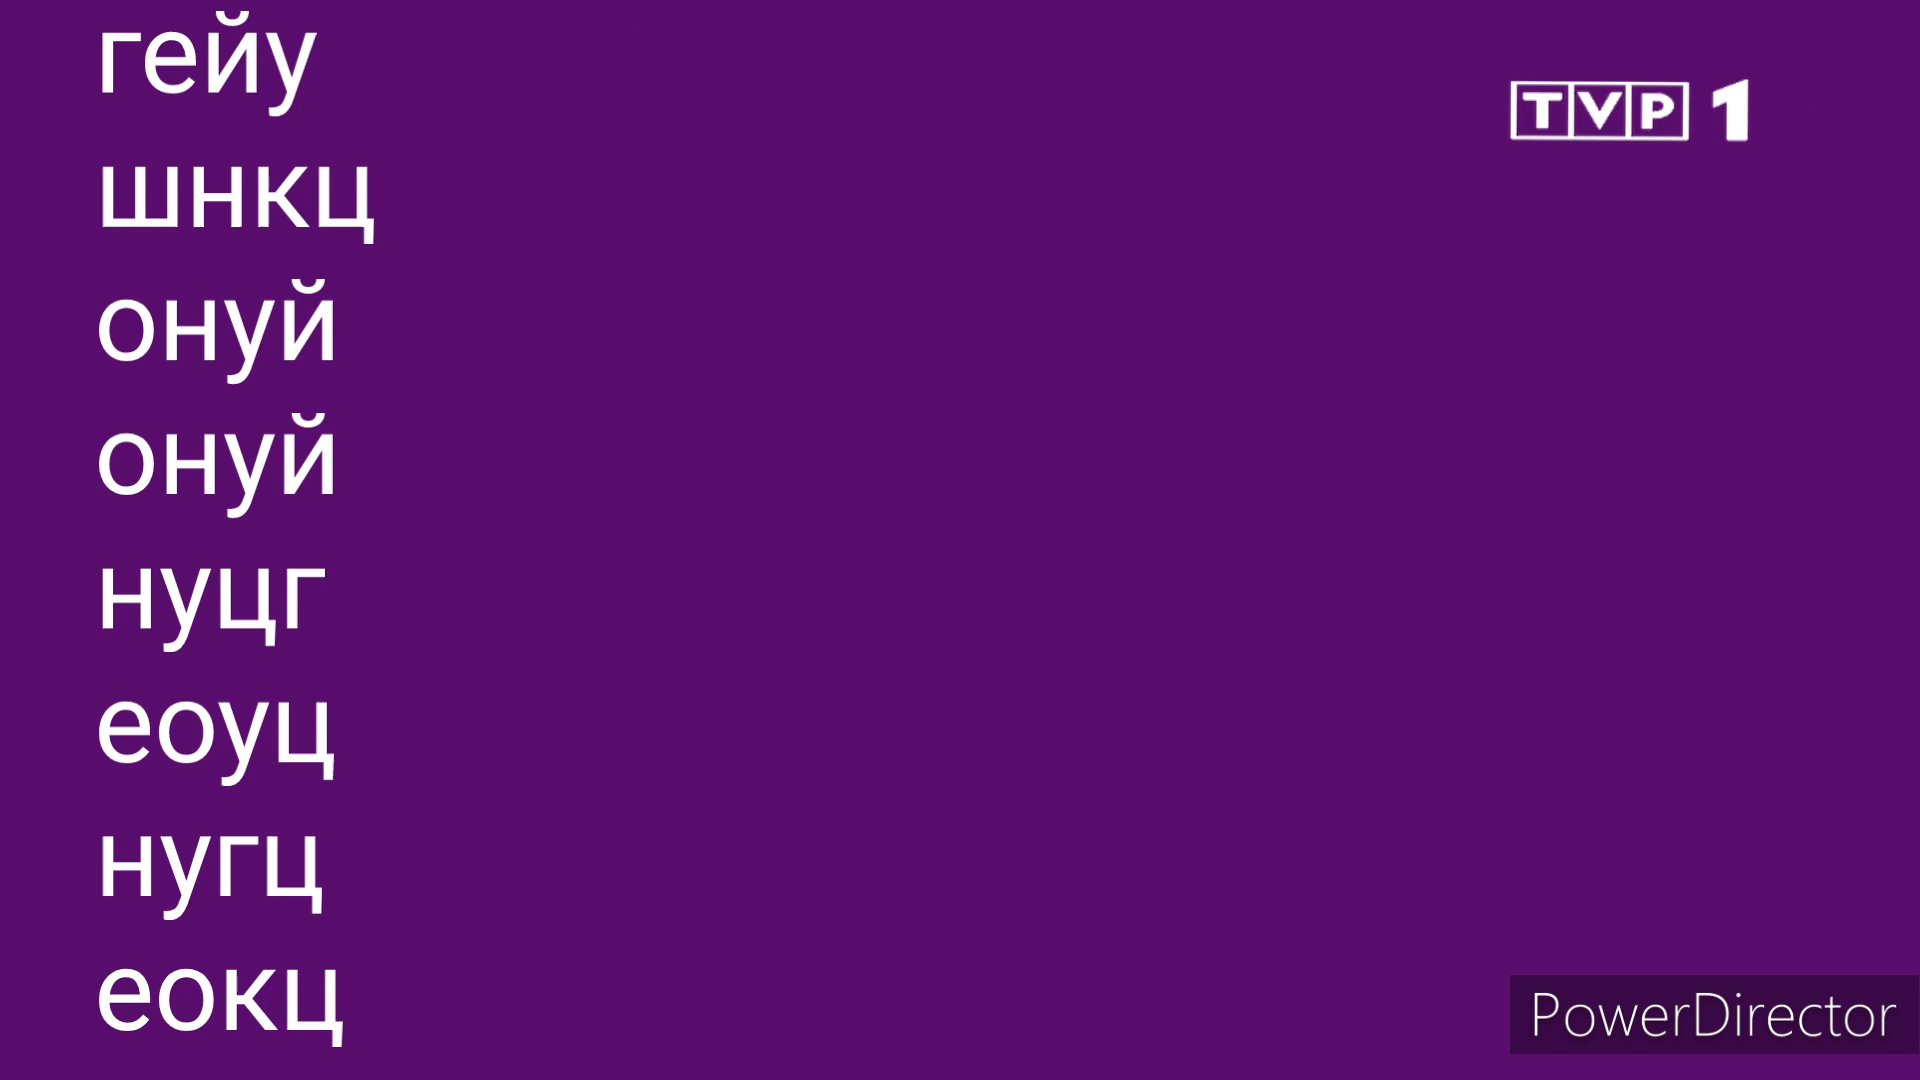 гейу
шнкц
онуй
онуй
нуцг
еоуц
нугц
еокц
TVP 1
PowerDirector